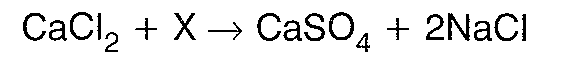 CaCl₂ + X → CaSO₄ + 2NaCl